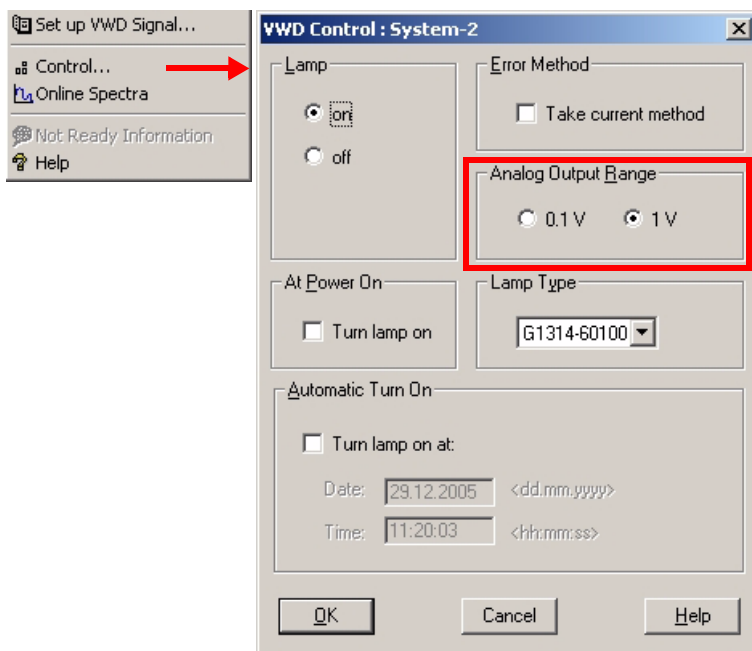 Set up VWD Signal...
Control...
Online Spectra
Not Ready Information
Help
VWD Control : System-2
Lamp
on
off
Error Method
Take current method
Analog Output Range
0.1 V
1 V
At Power On
Turn lamp on
Lamp Type
G1314-60100
Automatic Turn On
Turn lamp on at:
Date: 29.12.2005 <dd.mm.yyyy>
Time: 11:20:03 <hh:mm:ss>
OK
Cancel
Help